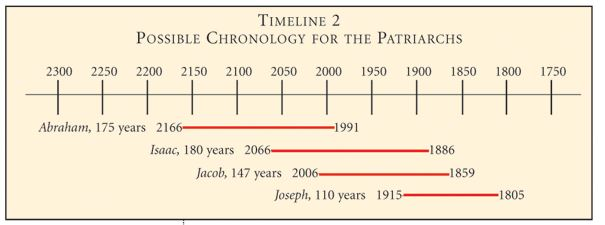 TIMELINE 2
POSSIBLE CHRONOLOGY FOR THE PATRIARCHS
2300 2250 2200 2150 2100 2050 2000 1950 1900 1850 1800 1750
Abraham, 175 years 2166 1991
Isaac, 180 years 2066 1886
Jacob, 147 years 2006 1859
Joseph, 110 years 1915 1805